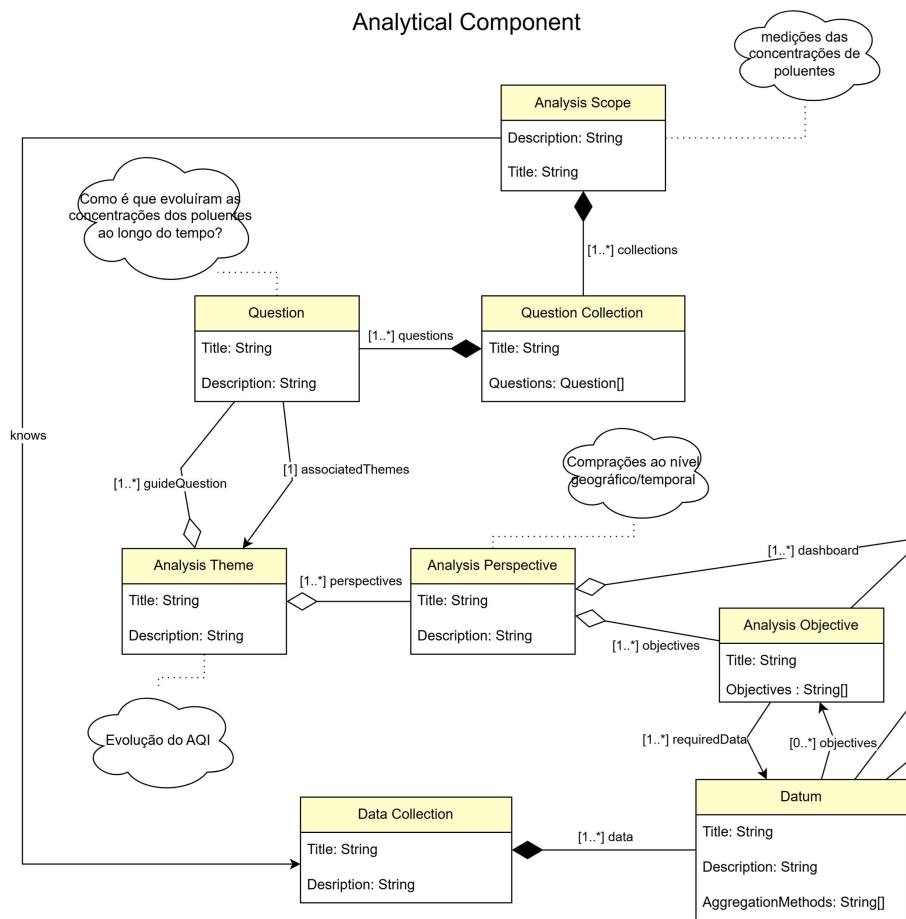 Analytical Component
medições das
concentrações de
poluentes
Analysis Scope
Description: String
Title: String
Como é que evoluíram as
concentrações dos poluentes
ao longo do tempo?
[1..*] collections
Question
Title: String
Description: String
[1..*] questions
Question Collection
Title: String
Questions: Question[]
knows
[1..*] guideQuestion
[1] associatedThemes
Comprações ao nível
geográfico/temporal
Analysis Theme
Title: String
Description: String
[1..*] perspectives
Analysis Perspective
Title: String
Description: String
[1..*] dashboard
[1..*] objectives
Analysis Objective
Title: String
Objectives : String[]
Evolução do AQI
[1..*] requiredData
[0..*] objectives
Data Collection
Title: String
Desription: String
[1..*] data
Datum
Title: String
Description: String
AggregationMethods: String[]